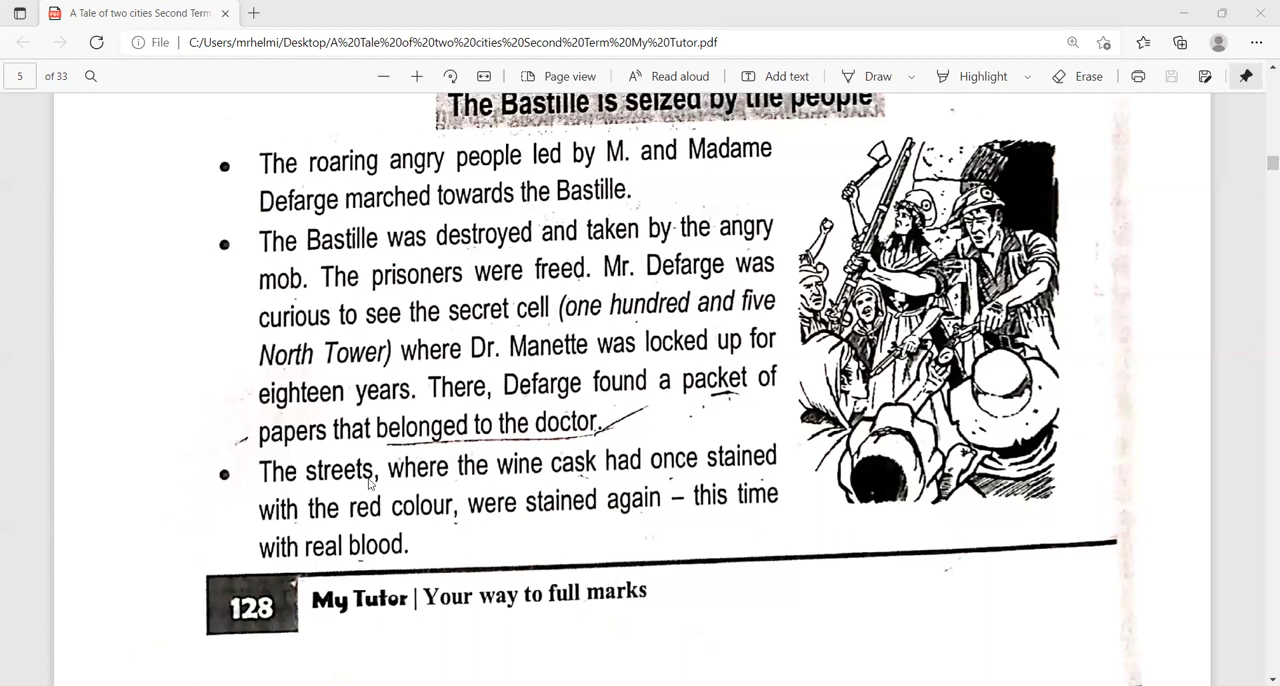 A Tale of two cities Second Term
File
C:/Users/mrhelmi/Desktop/A%20Tale%20of%20two%20cities%20Second%20Term%20My%20Tutor.pdf
5 of 33
Page view
Read aloud
Add text
Draw
Highlight
Erase
The Bastille is seized by the people
• The roaring angry people led by M. and Madame
Defarge marched towards the Bastille.
• The Bastille was destroyed and taken by the angry
mob. The prisoners were freed. Mr. Defarge was
curious to see the secret cell (one hundred and five
North Tower) where Dr. Manette was locked up for
eighteen years. There, Defarge found a packet of
papers that belonged to the doctor.
• The streets, where the wine cask had once stained
with the red colour, were stained again – this time
with real blood.
128
My Tutor | Your way to full marks